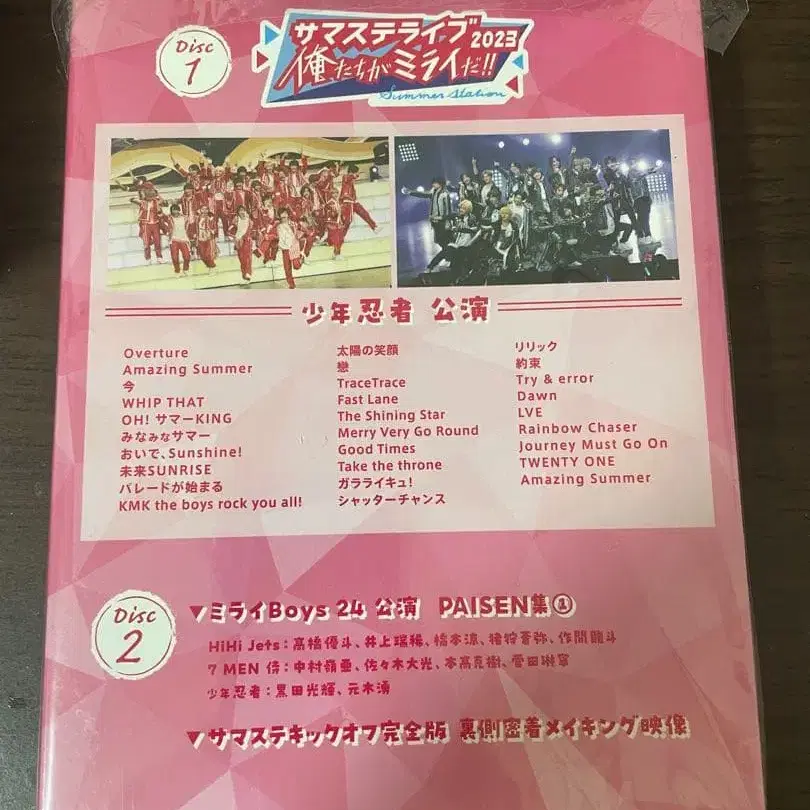 Disc
1
サマステライブ 2023
俺たちがミライだ!!
Summer Station
少年忍者 公演
Overture
Amazing Summer
今
WHIP THAT
OH! サマーKING
みなみなサマー
おいで、Sunshine!
未来SUNRISE
パレードが始まる
KMK the boys rock you all!
太陽の笑顔
戀
TraceTrace
Fast Lane
The Shining Star
Merry Very Go Round
Good Times
Take the throne
ガラライキュ!
シャッターチャンス
リリック
約束
Try & error
Dawn
LVE
Rainbow Chaser
Journey Must Go On
TWENTY ONE
Amazing Summer
Disc
2
▼ミライBoys 24 公演 PAISEN集①
HiHi Jets:髙橋優斗、井上瑞稀、橋本涼、猪狩蒼弥、作間龍斗
7 MEN 侍:中村嶺亜、佐々木大光、本髙克樹、菅田琳寧
少年忍者:黒田光輝、元木湧
▼サマステキックオフ完全版 裏側密着メイキング映像